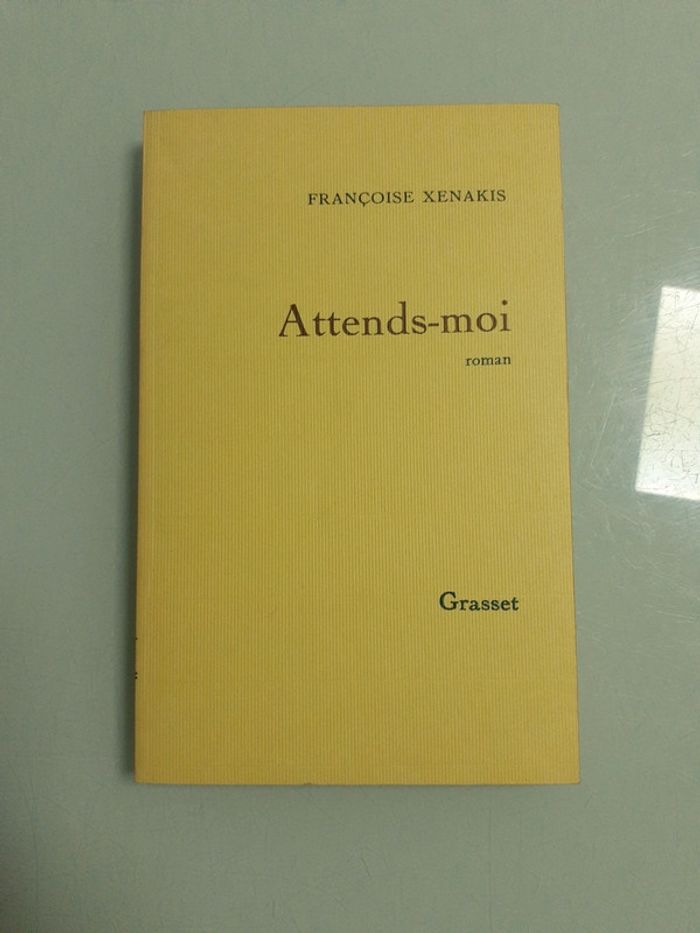 FRANÇOISE XENAKIS
Attends-moi
roman
Grasset